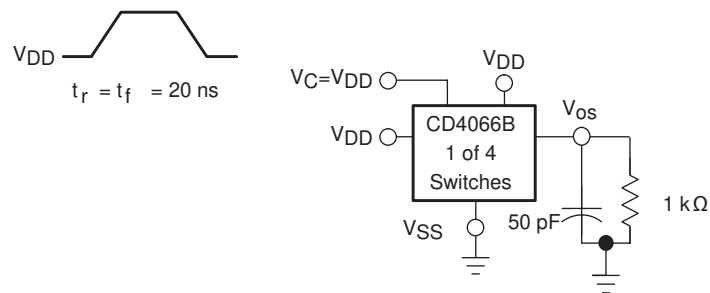 VDD
tr = tf = 20 ns
VC=VDD
VDD
VDD
CD4066B
1 of 4
Switches
Vos
VSS
50 pF
1 kΩ